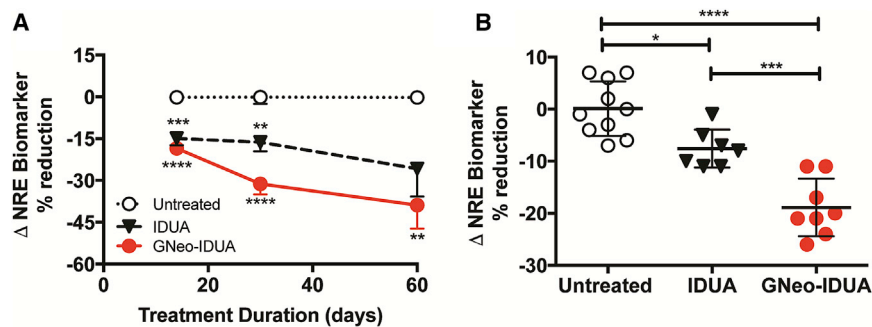 A
Δ NRE Biomarker
% reduction
15
0
-15
-30
-45
-60
***
**
****
****
**
Untreated
IDUA
GNeo-IDUA
0
20
40
60
Treatment Duration (days)
B
Δ NRE Biomarker
% reduction
10
0
-10
-20
-30
****
*
***
Untreated
IDUA
GNeo-IDUA